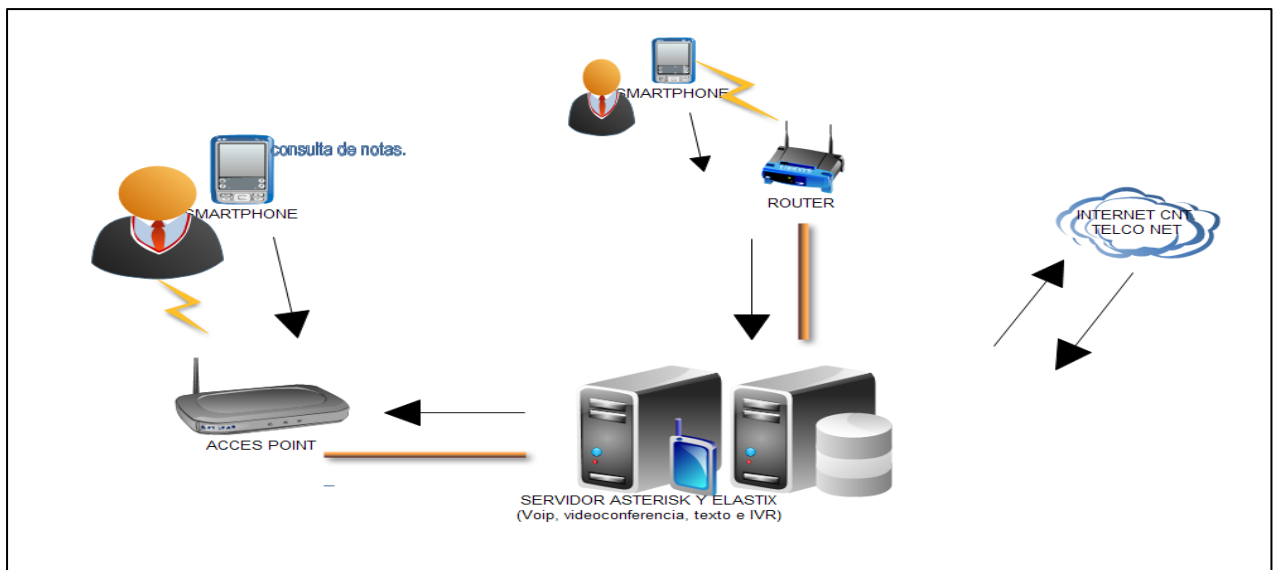 SMARTPHONE
consulta de notas.
SMARTPHONE
ROUTER
INTERNET CNT
TELCO NET
ACCES POINT
SERVIDOR ASTERISK Y ELASTIX
(Voip, videoconferencia, texto e IVR)